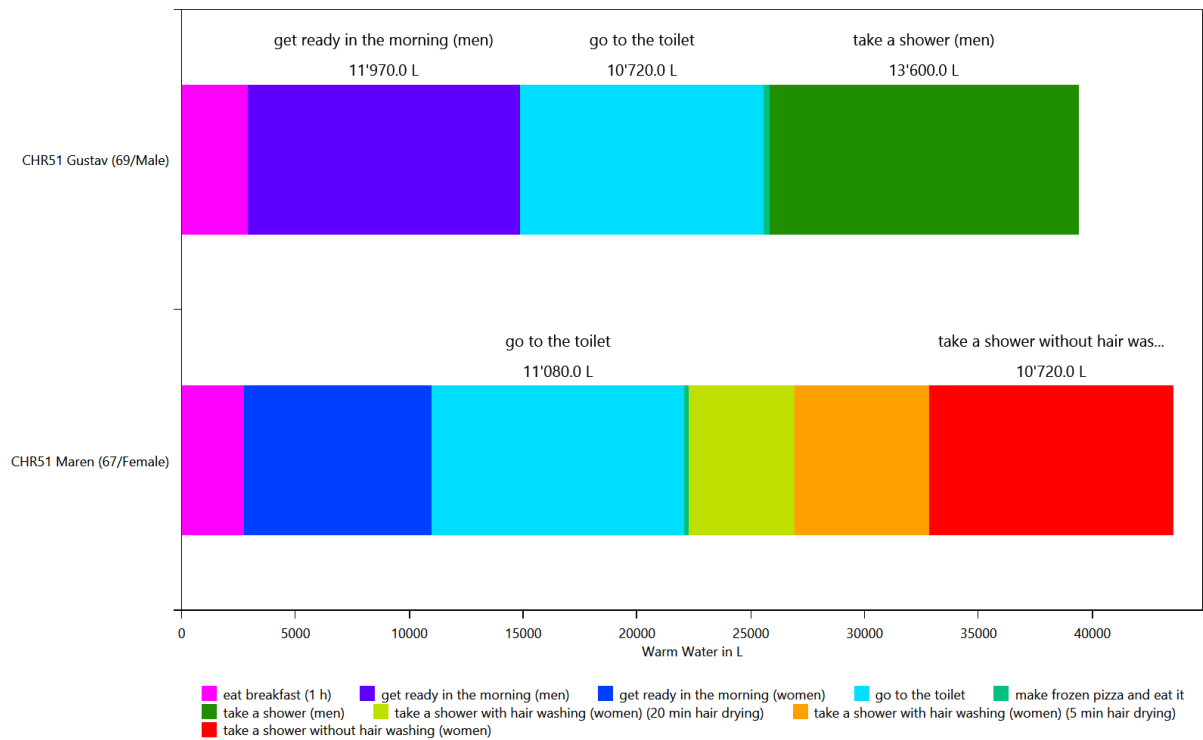 get ready in the morning (men) go to the toilet take a shower (men)
11'970.0 L 10'720.0 L 13'600.0 L
CHR51 Gustav (69/Male)
go to the toilet take a shower without hair was...
11'080.0 L 10'720.0 L
CHR51 Maren (67/Female)
0 5000 10000 15000 20000 25000 30000 35000 40000
Warm Water in L
eat breakfast (1 h) get ready in the morning (men) get ready in the morning (women) go to the toilet make frozen pizza and eat it
take a shower (men) take a shower with hair washing (women) (20 min hair drying) take a shower with hair washing (women) (5 min hair drying)
take a shower without hair washing (women)